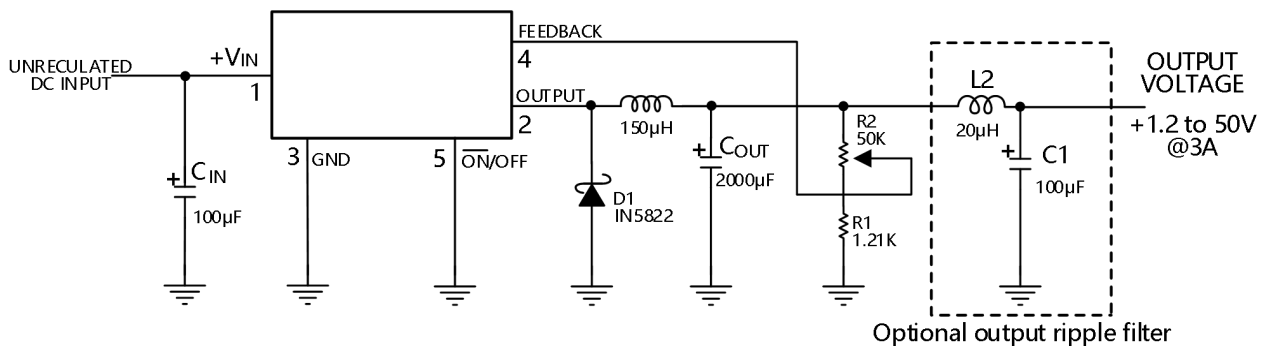 FEEDBACK
4
UNRECULATED
DC INPUT
+VIN
1
OUTPUT
2
3 GND
5 ON/OFF
+ CIN
100µF
150µH
+ COUT
2000µF
D1
IN5822
R2
50K
R1
1.21K
L2
20µH
+ C1
100µF
OUTPUT
VOLTAGE
+1.2 to 50V
@3A
Optional output ripple filter